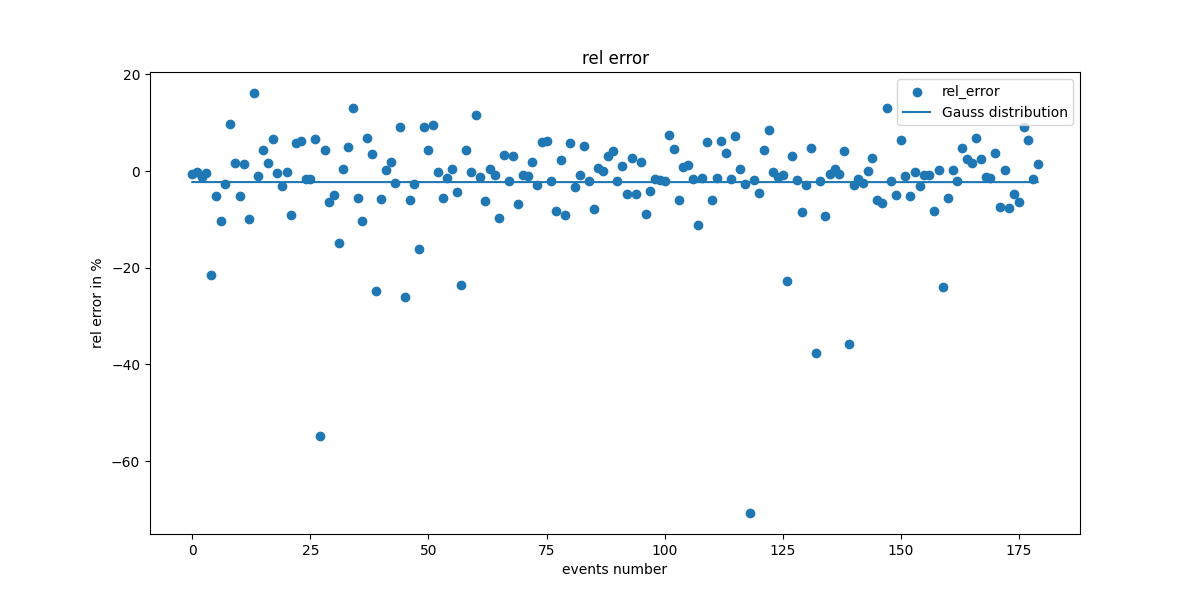 rel error
rel_error
Gauss distribution
20
0
−20
−40
−60
rel error in %
0 25 50 75 100 125 150 175
events number